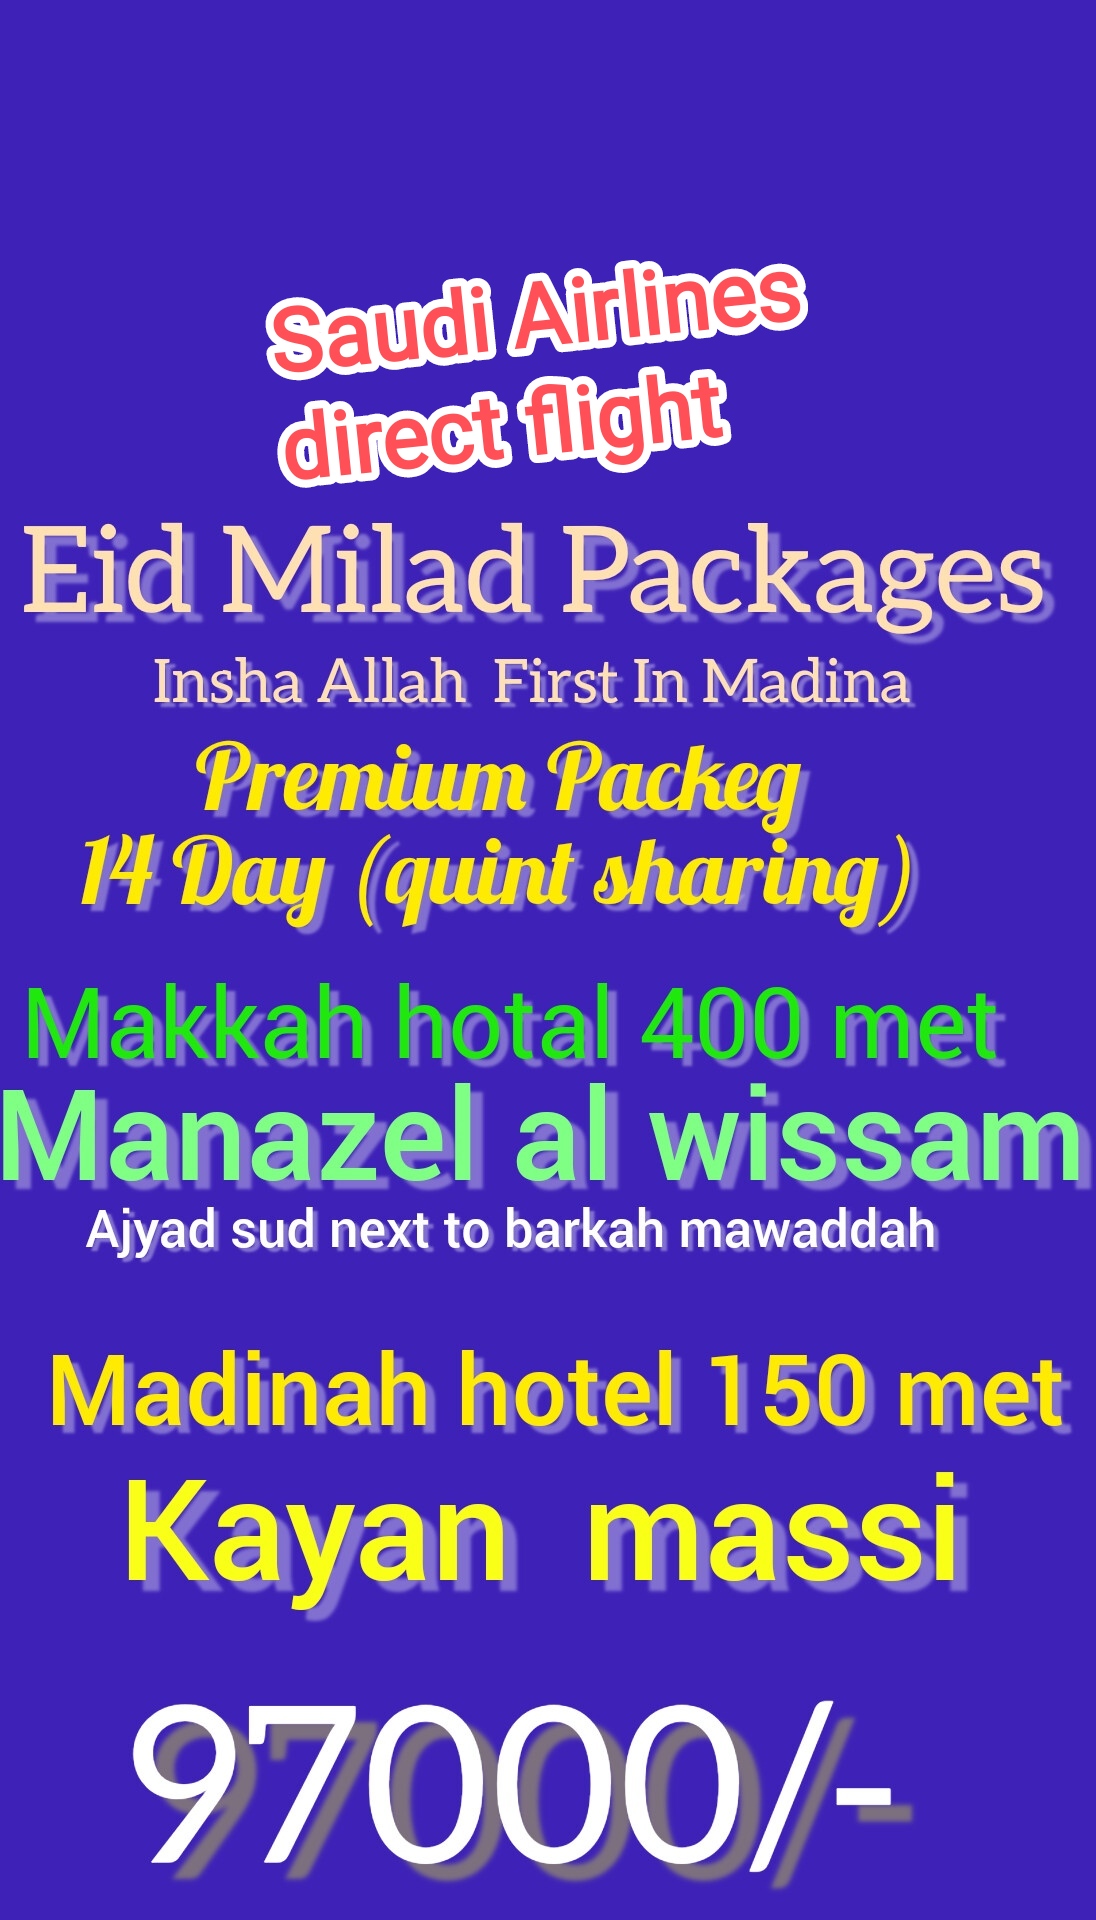 Saudi Airlines
direct flight
Eid Milad Packages
Insha Allah First In Madina
Premium Packeg
14 Day (quint sharing)
Makkah hotal 400 met
Manazel al wissam
Ajyad sud next to barkah mawaddah
Madinah hotel 150 met
Kayan massi
97000/-